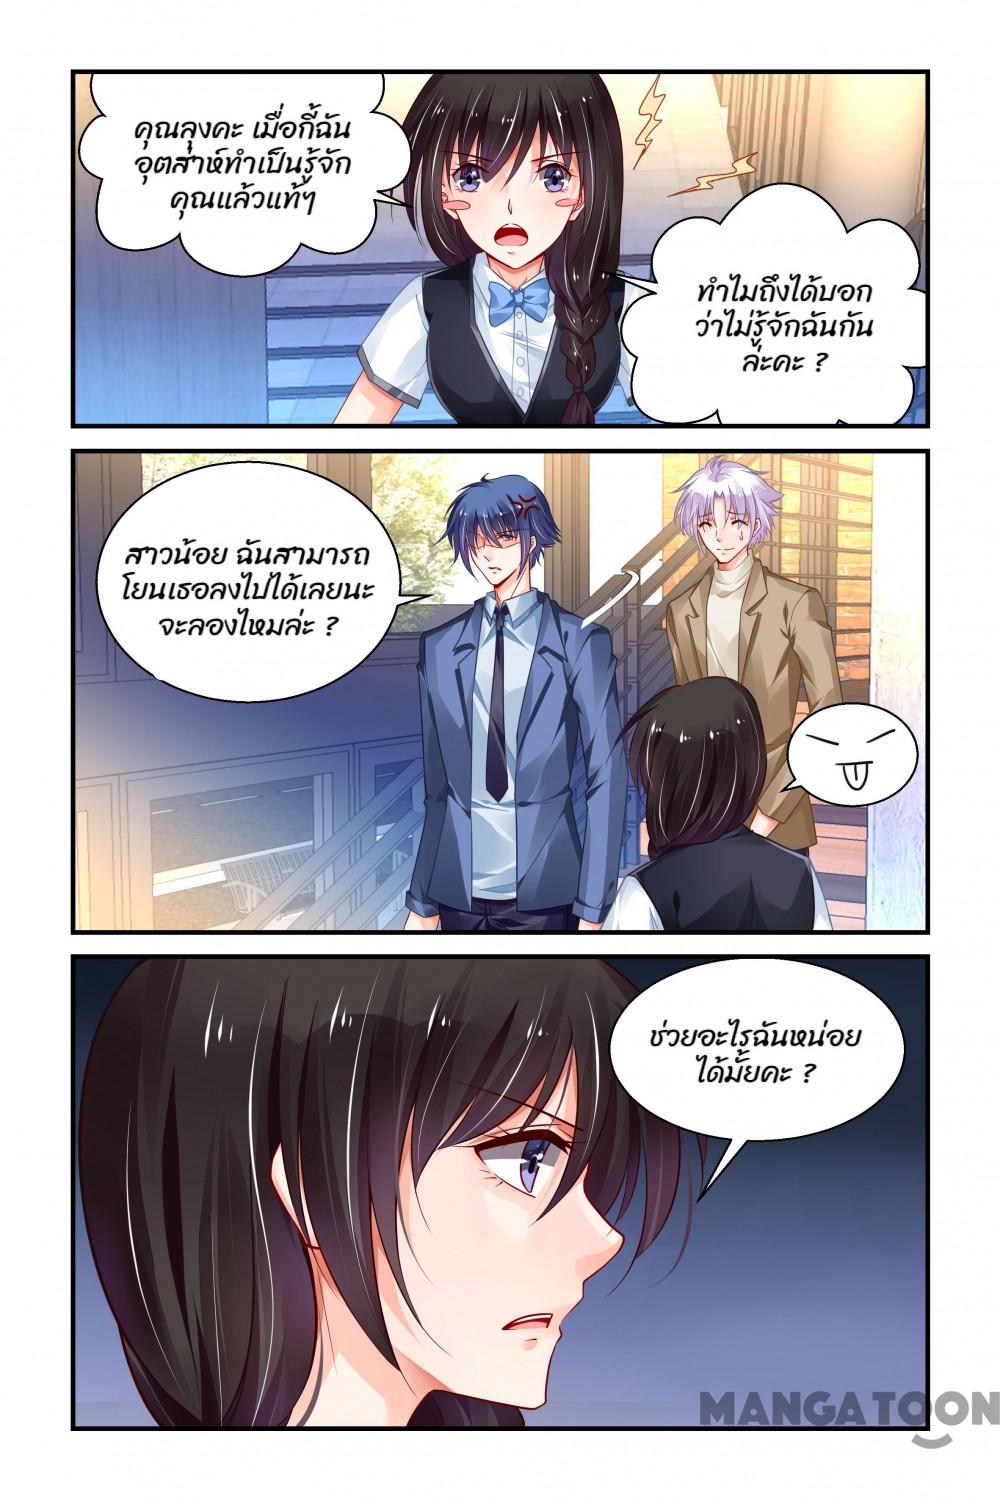 คุณลุงคะ เมื่อกี้ฉัน
อุตส่าห์ทำเป็นรู้จัก
คุณแล้วแท้ๆ
ทำไมถึงได้บอก
ว่าไม่รู้จักฉันกัน
ล่ะคะ ?
สาวน้อย ฉันสามารถ
โยนเธอลงไปได้เลยนะ
จะลองไหมล่ะ ?
ช่วยอะไรฉันหน่อย
ได้มั้ยคะ ?
MANGATOON